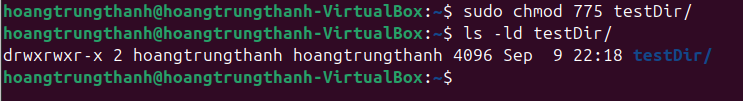 hoangtrungthanh@hoangtrungthanh-VirtualBox:~$ sudo chmod 775 testDir/
hoangtrungthanh@hoangtrungthanh-VirtualBox:~$ ls -ld testDir/
drwxrwxr-x 2 hoangtrungthanh hoangtrungthanh 4096 Sep  9 22:18 testDir/
hoangtrungthanh@hoangtrungthanh-VirtualBox:~$